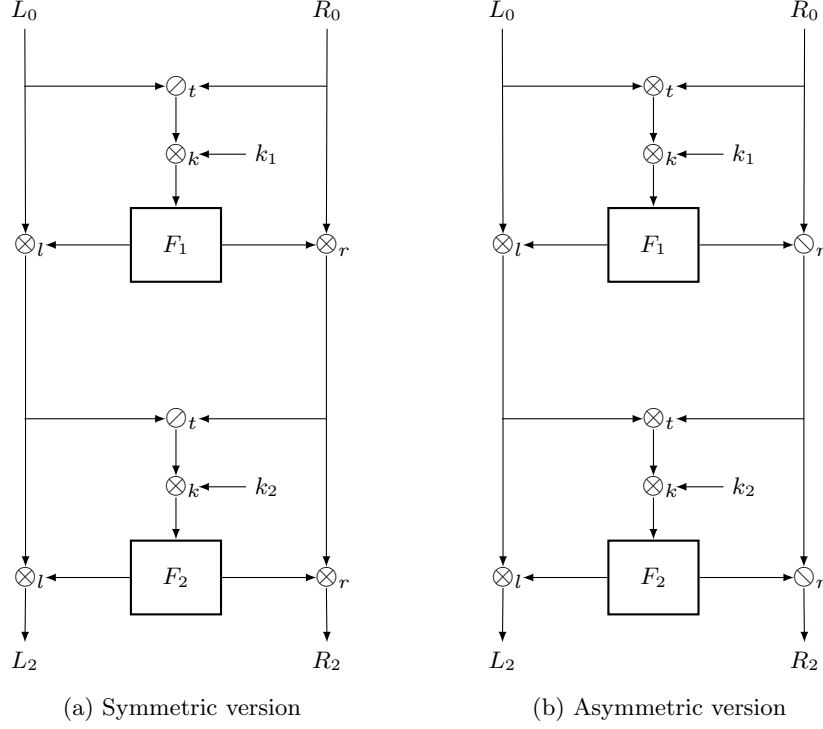 L₀ R₀ L₀ R₀
⊘ₜ ⊗ₜ
⊗ₖ k₁ ⊗ₖ k₁
⊗ₗ F₁ ⊗ᵣ ⊗ₗ F₁ ⦸ᵣ
⊘ₜ ⊗ₜ
⊗ₖ k₂ ⊗ₖ k₂
⊗ₗ F₂ ⊗ᵣ ⊗ₗ F₂ ⦸ᵣ
L₂ R₂ L₂ R₂
(a) Symmetric version (b) Asymmetric version